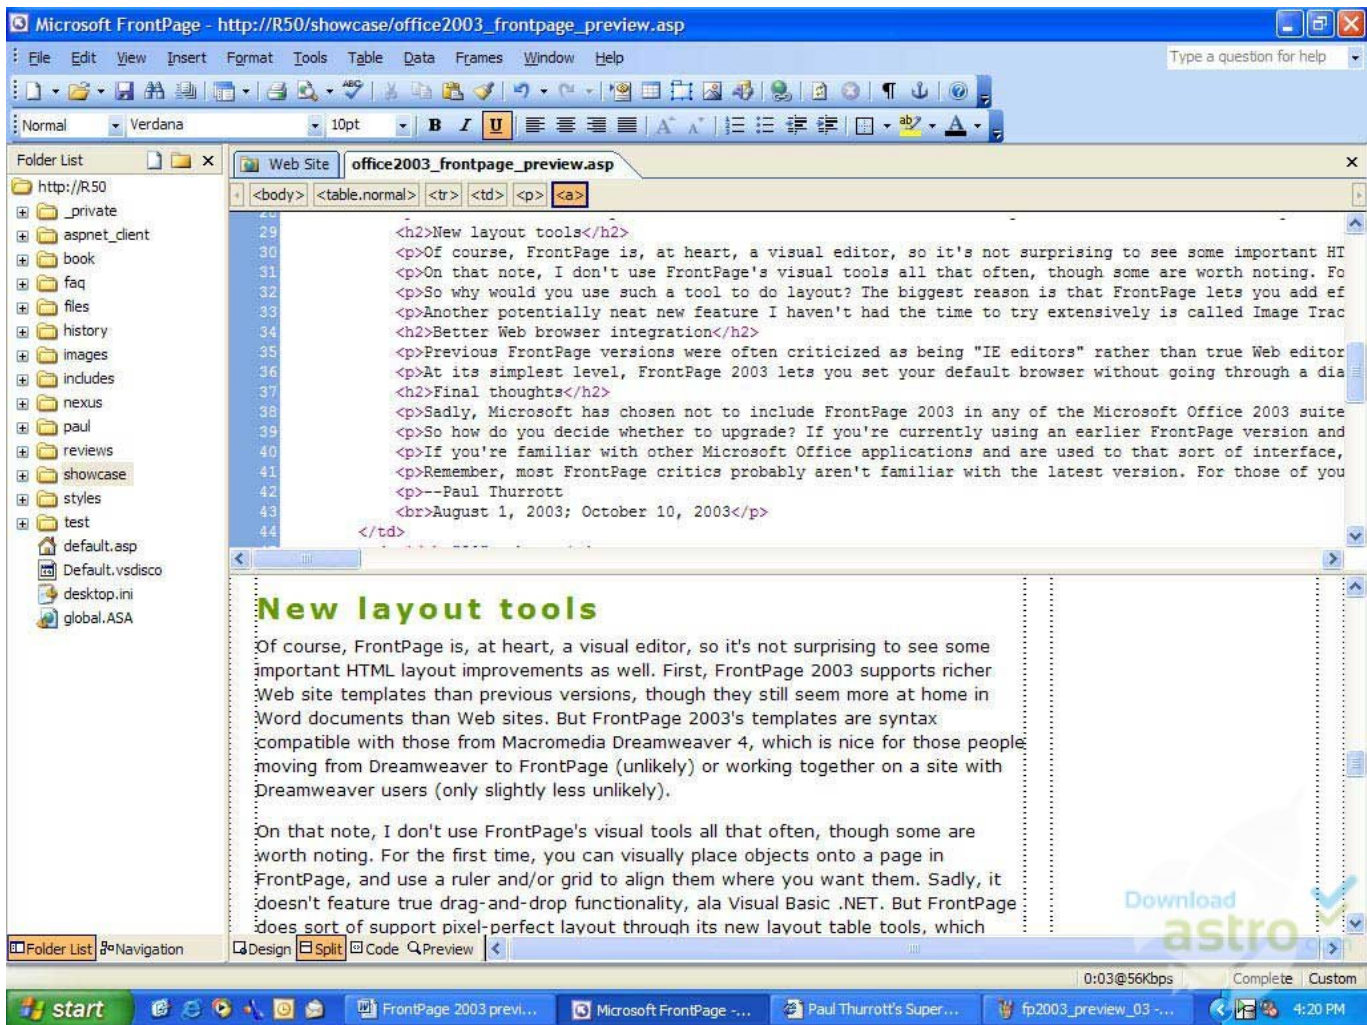 Microsoft FrontPage - http://R50/showcase/office2003_frontpage_preview.asp
File Edit View Insert Format Tools Table Data Frames Window Help
Type a question for help
Normal Verdana 10pt B I U
Folder List
Web Site office2003_frontpage_preview.asp
<body> <table.normal> <tr> <td> <p> <a>
http://R50
_private
aspnet_client
book
faq
files
history
images
includes
nexus
paul
reviews
showcase
styles
test
default.asp
Default.vsdisco
desktop.ini
global.ASA
28
29 <h2>New layout tools</h2>
30 <p>Of course, FrontPage is, at heart, a visual editor, so it's not surprising to see some important HT
31 <p>On that note, I don't use FrontPage's visual tools all that often, though some are worth noting. Fo
32 <p>So why would you use such a tool to do layout? The biggest reason is that FrontPage lets you add ef
33 <p>Another potentially neat new feature I haven't had the time to try extensively is called Image Trac
34 <h2>Better Web browser integration</h2>
35 <p>Previous FrontPage versions were often criticized as being "IE editors" rather than true Web editor
36 <p>At its simplest level, FrontPage 2003 lets you set your default browser without going through a dia
37 <h2>Final thoughts</h2>
38 <p>Sadly, Microsoft has chosen not to include FrontPage 2003 in any of the Microsoft Office 2003 suite
39 <p>So how do you decide whether to upgrade? If you're currently using an earlier FrontPage version and
40 <p>If you're familiar with other Microsoft Office applications and are used to that sort of interface,
41 <p>Remember, most FrontPage critics probably aren't familiar with the latest version. For those of you
42 <p>--Paul Thurrott
43 <br>August 1, 2003; October 10, 2003</p>
44 </td>
New layout tools
Of course, FrontPage is, at heart, a visual editor, so it's not surprising to see some
important HTML layout improvements as well. First, FrontPage 2003 supports richer
Web site templates than previous versions, though they still seem more at home in
Word documents than Web sites. But FrontPage 2003's templates are syntax
compatible with those from Macromedia Dreamweaver 4, which is nice for those people
moving from Dreamweaver to FrontPage (unlikely) or working together on a site with
Dreamweaver users (only slightly less unlikely).
On that note, I don't use FrontPage's visual tools all that often, though some are
worth noting. For the first time, you can visually place objects onto a page in
FrontPage, and use a ruler and/or grid to align them where you want them. Sadly, it
doesn't feature true drag-and-drop functionality, ala Visual Basic .NET. But FrontPage
does sort of support pixel-perfect layout through its new layout table tools, which
Download
astro
.com
Folder List Navigation Design Split Code Preview
0:03@56Kbps Complete Custom
start FrontPage 2003 previ... Microsoft FrontPage -... Paul Thurrott's Super... fp2003_preview_03 -... 4:20 PM